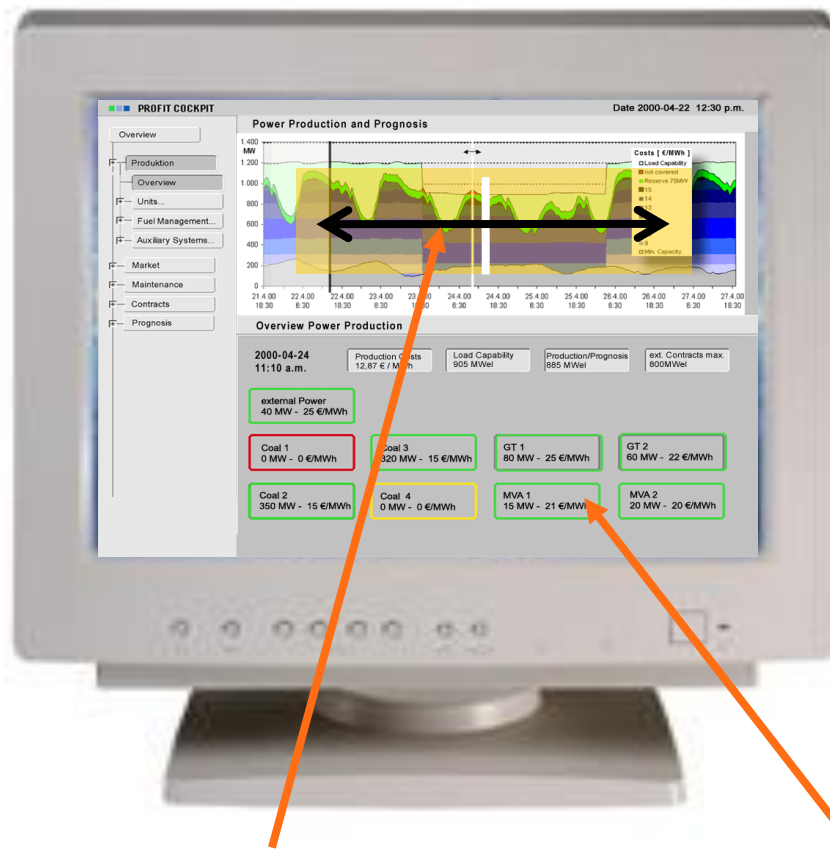 PROFIT COCKPIT
Date 2000-04-22 12:30 p.m.
Overview
Produktion
Overview
Units...
Fuel Management...
Auxiliary Systems...
Market
Maintenance
Contracts
Prognosis
Power Production and Prognosis
1.400
MW
1.200
1.000
800
600
400
200
0
Costs [ €/MWh ]
Load Capability
not covered
Reserve 75MW
15
14
13
9
Min. Capacity
21.4.00 22.4.00 22.4.00 23.4.00 23.4.00 24.4.00 24.4.00 25.4.00 25.4.00 26.4.00 26.4.00 27.4.00 27.4.00
18:30 6:30 18:30 6:30 18:30 6:30 18:30 6:30 18:30 6:30 18:30 6:30 18:30
Overview Power Production
2000-04-24
11:10 a.m.
Production Costs
12,87 € / MWh
Load Capability
905 MWel
Production/Prognosis
885 MWel
ext. Contracts max.
800MWel
external Power
40 MW - 25 €/MWh
Coal 1
0 MW - 0 €/MWh
Coal 3
320 MW - 15 €/MWh
GT 1
80 MW - 25 €/MWh
GT 2
60 MW - 22 €/MWh
Coal 2
350 MW - 15 €/MWh
Coal 4
0 MW - 0 €/MWh
MVA 1
15 MW - 21 €/MWh
MVA 2
20 MW - 20 €/MWh